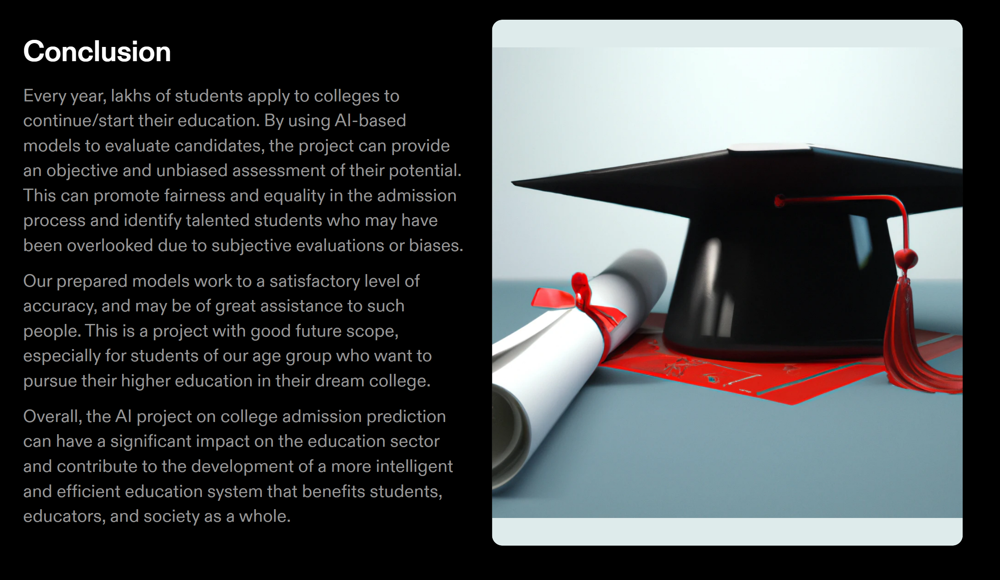 Conclusion
Every year, lakhs of students apply to colleges to
continue/start their education. By using AI-based
models to evaluate candidates, the project can provide
an objective and unbiased assessment of their potential.
This can promote fairness and equality in the admission
process and identify talented students who may have
been overlooked due to subjective evaluations or biases.
Our prepared models work to a satisfactory level of
accuracy, and may be of great assistance to such
people. This is a project with good future scope,
especially for students of our age group who want to
pursue their higher education in their dream college.
Overall, the AI project on college admission prediction
can have a significant impact on the education sector
and contribute to the development of a more intelligent
and efficient education system that benefits students,
educators, and society as a whole.